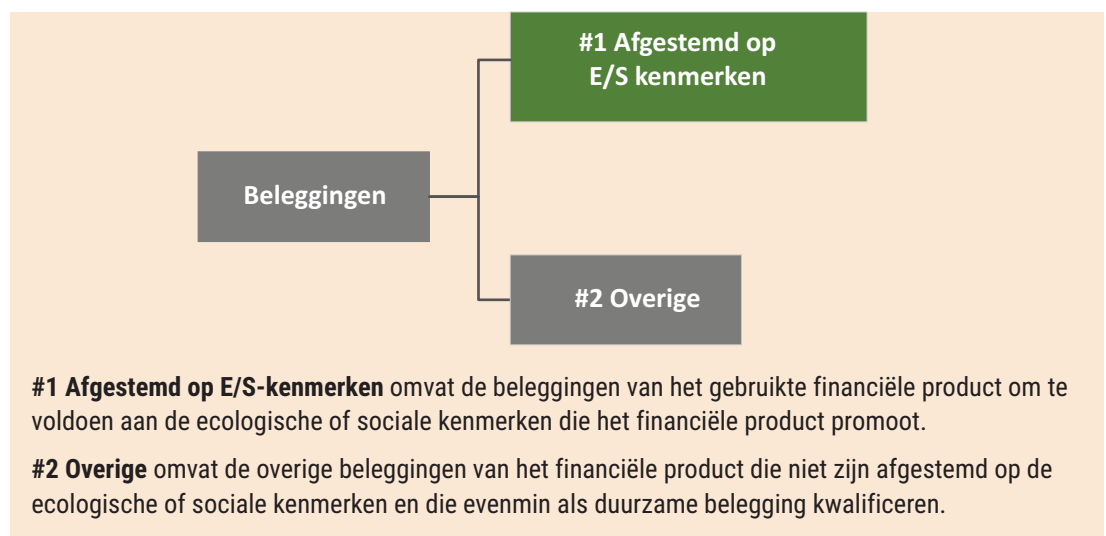 #1 Afgestemd op
E/S kenmerken
Beleggingen
#2 Overige
#1 Afgestemd op E/S-kenmerken omvat de beleggingen van het gebruikte financiële product om te
voldoen aan de ecologische of sociale kenmerken die het financiële product promoot.
#2 Overige omvat de overige beleggingen van het financiële product die niet zijn afgestemd op de
ecologische of sociale kenmerken en die evenmin als duurzame belegging kwalificeren.